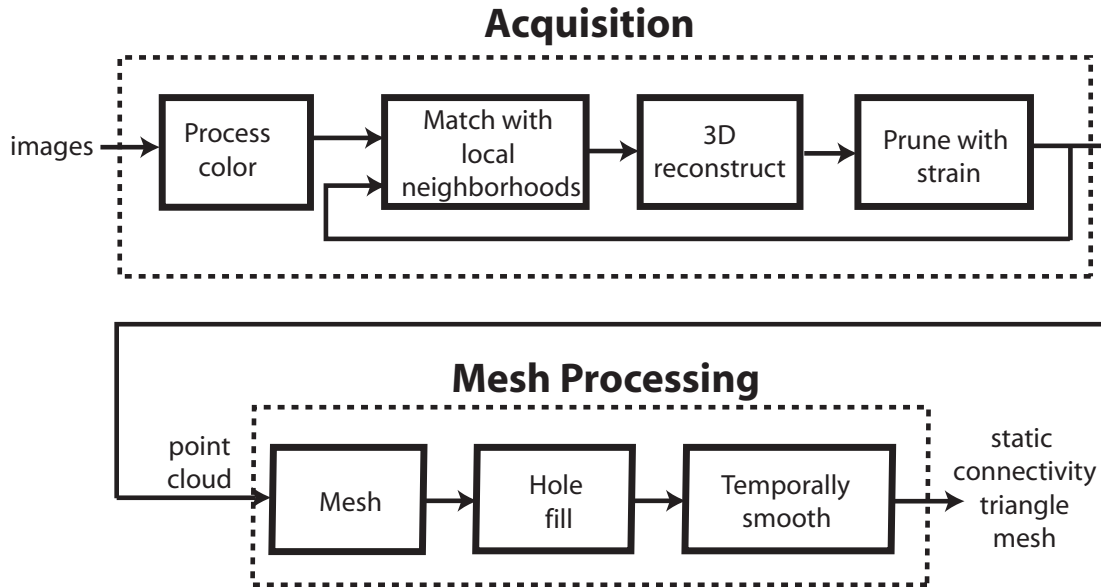 Acquisition
images
Process
color
Match with
local
neighborhoods
3D
reconstruct
Prune with
strain
Mesh Processing
point
cloud
Mesh
Hole
fill
Temporally
smooth
static
connectivity
triangle
mesh